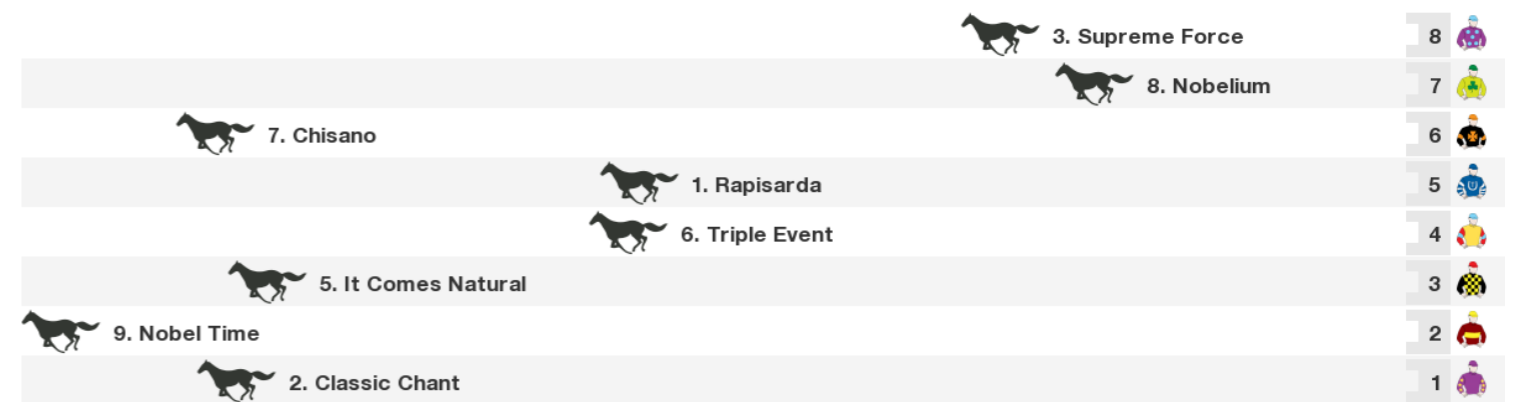 3. Supreme Force 8
8. Nobelium 7
7. Chisano 6
1. Rapisarda 5
6. Triple Event 4
5. It Comes Natural 3
9. Nobel Time 2
2. Classic Chant 1